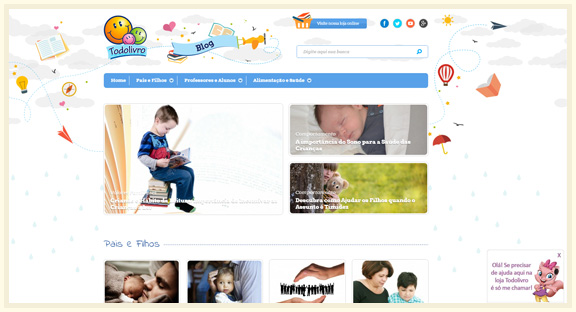 Todolivro
Blog
Visite nossa loja online
Digite aqui sua busca
Home
Pais e Filhos
Professores e Alunos
Alimentação e Saúde
Comportamento
A importância do Sono para a Saúde das
Crianças
Comportamento
Descubra como Ajudar os Filhos quando o
Assunto é Timidez
Pais e Filhos
X
Olá! Se precisar
de ajuda aqui na
loja Todolivro
é só me chamar!